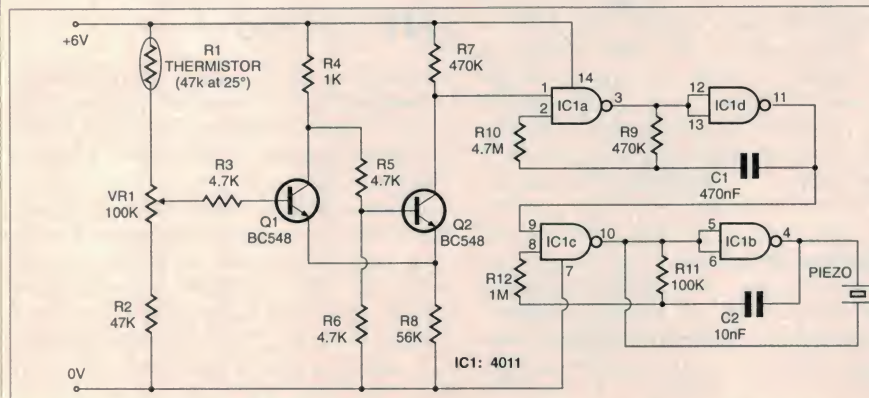 +6V
R1
THERMISTOR
(47k at 25°)
R4
1K
R7
470K
14
1
2
IC1a
3
12
13
IC1d
11
R10
4.7M
R9
470K
C1
470nF
R3
4.7K
R5
4.7K
VR1
100K
Q1
BC548
Q2
BC548
9
8
IC1c
10
7
5
6
IC1b
4
R12
1M
R11
100K
PIEZO
C2
10nF
R2
47K
R6
4.7K
R8
56K
IC1: 4011
0V